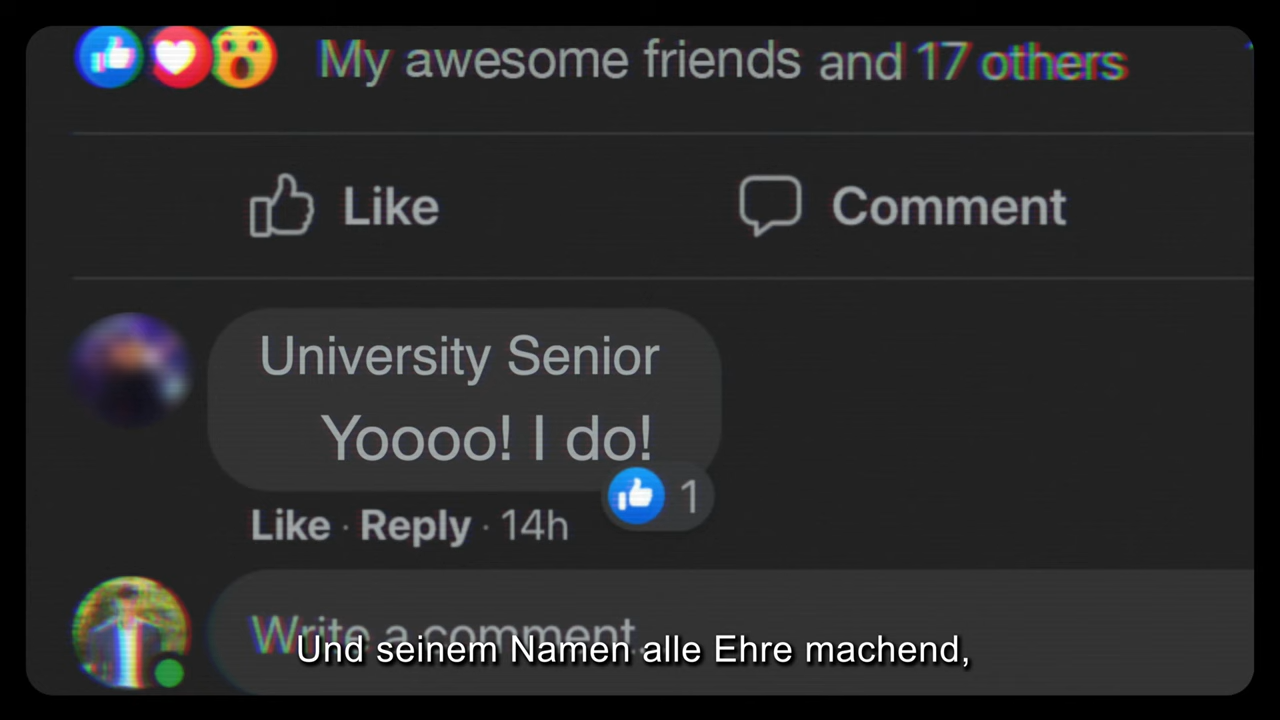 My awesome friends and 17 others
Like
Comment
University Senior
Yoooo! I do!
1
Like · Reply · 14h
Write a comment..
Und seinem Namen alle Ehre machend,